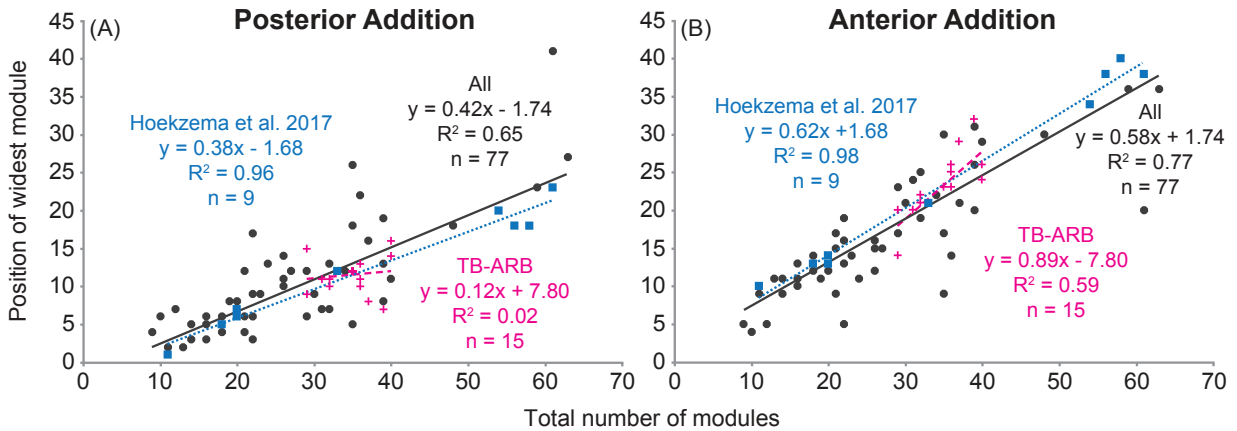 Posterior Addition
Anterior Addition
Position of widest module
45
40
35
30
25
20
15
10
5
0
(A)
Hoekzema et al. 2017
y = 0.38x - 1.68
R² = 0.96
n = 9
All
y = 0.42x - 1.74
R² = 0.65
n = 77
TB-ARB
y = 0.12x + 7.80
R² = 0.02
n = 15
0 10 20 30 40 50 60 70
45
40
35
30
25
20
15
10
5
0
(B)
Hoekzema et al. 2017
y = 0.62x +1.68
R² = 0.98
n = 9
All
y = 0.58x + 1.74
R² = 0.77
n = 77
TB-ARB
y = 0.89x - 7.80
R² = 0.59
n = 15
0 10 20 30 40 50 60 70
Total number of modules